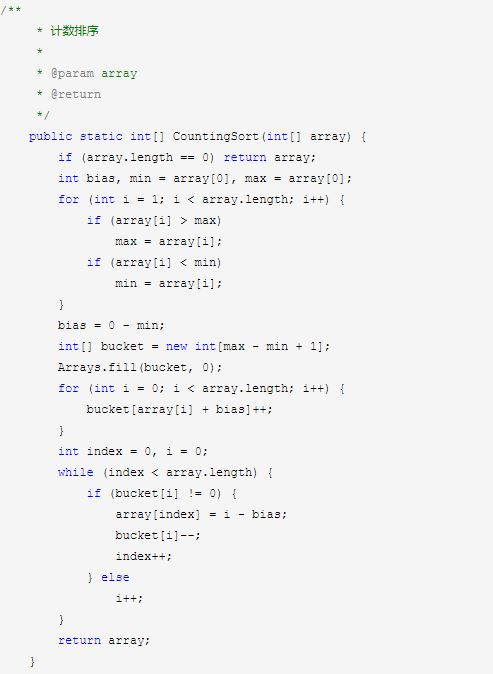 /**
     * 计数排序
     *
     * @param array
     * @return
     */
    public static int[] CountingSort(int[] array) {
        if (array.length == 0) return array;
        int bias, min = array[0], max = array[0];
        for (int i = 1; i < array.length; i++) {
            if (array[i] > max)
                max = array[i];
            if (array[i] < min)
                min = array[i];
        }
        bias = 0 - min;
        int[] bucket = new int[max - min + 1];
        Arrays.fill(bucket, 0);
        for (int i = 0; i < array.length; i++) {
            bucket[array[i] + bias]++;
        }
        int index = 0, i = 0;
        while (index < array.length) {
            if (bucket[i] != 0) {
                array[index] = i - bias;
                bucket[i]--;
                index++;
            } else
                i++;
        }
        return array;
    }